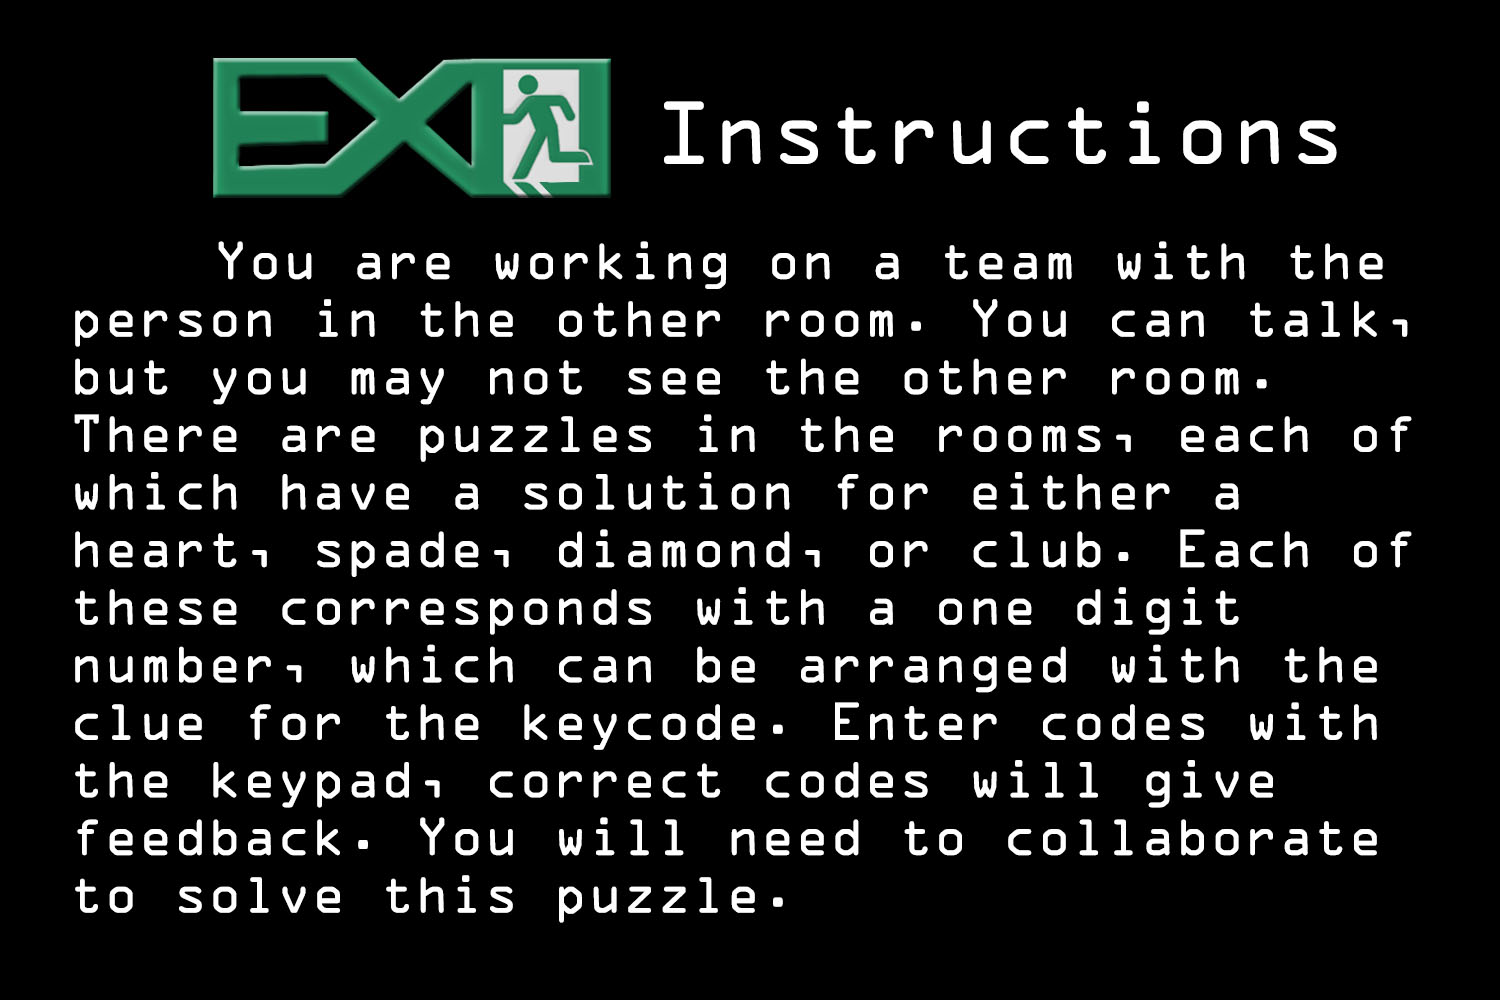 EXIT Instructions
You are working on a team with the
person in the other room. You can talk,
but you may not see the other room.
There are puzzles in the rooms, each of
which have a solution for either a
heart, spade, diamond, or club. Each of
these corresponds with a one digit
number, which can be arranged with the
clue for the keycode. Enter codes with
the keypad, correct codes will give
feedback. You will need to collaborate
to solve this puzzle.